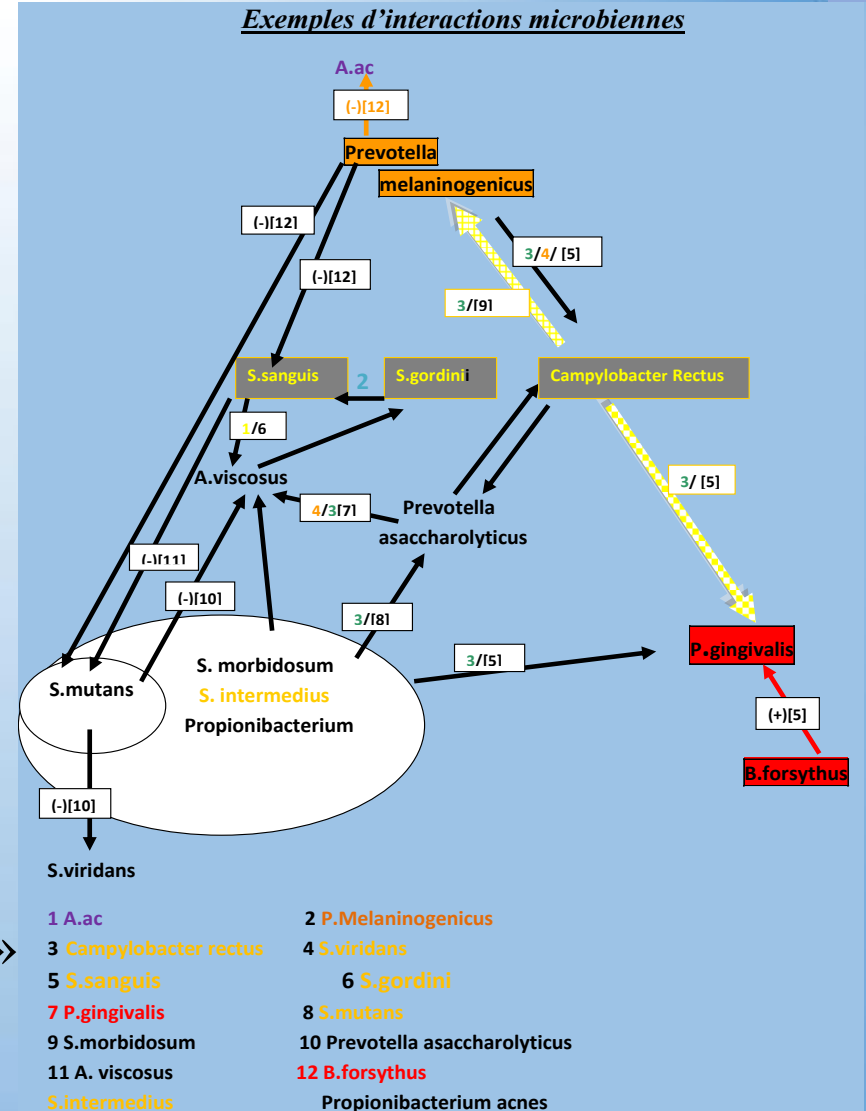 Exemples d'interactions microbiennes
A.ac
(-)[12]
Prevotella
melaninogenicus
(-)[12]
3/4/ [5]
(-)[12]
3/[9]
S.sanguis
2
S.gordinii
Campylobacter Rectus
1/6
A.viscosus
3/ [5]
4/3[7]
Prevotella
asaccharolyticus
(-)[11]
(-)[10]
3/[8]
P.gingivalis
S. morbidosum
3/[5]
S.mutans
S. intermedius
Propionibacterium
(+)[5]
B.forsythus
(-)[10]
S.viridans
1 A.ac 2 P.Melaninogenicus
» 3 Campylobacter rectus 4 S.viridans
5 S.sanguis 6 S.gordini
7 P.gingivalis 8 S.mutans
9 S.morbidosum 10 Prevotella asaccharolyticus
11 A. viscosus 12 B.forsythus
S.intermedius Propionibacterium acnes